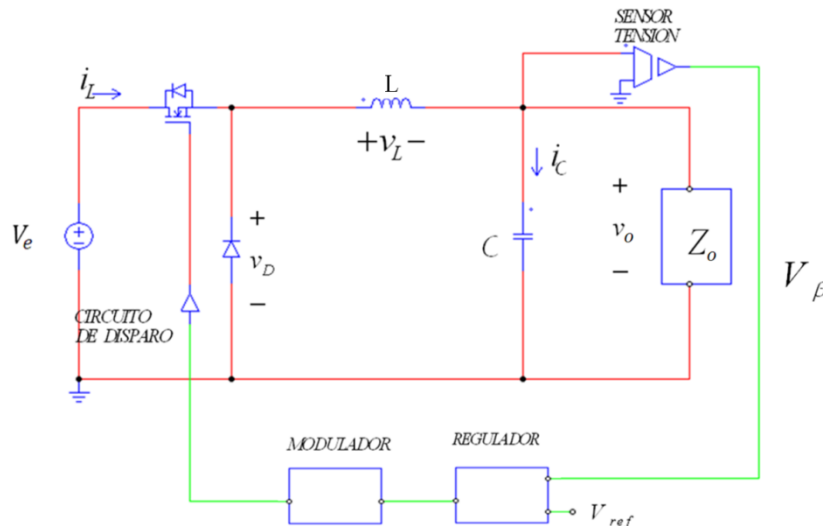 SENSOR
TENSION
i_L
L
+v_L−
i_C
+
v_o
−
Z_o
V_e
+
v_D
−
C
V_β
CIRCUITO
DE DISPARO
MODULADOR
REGULADOR
V_ref